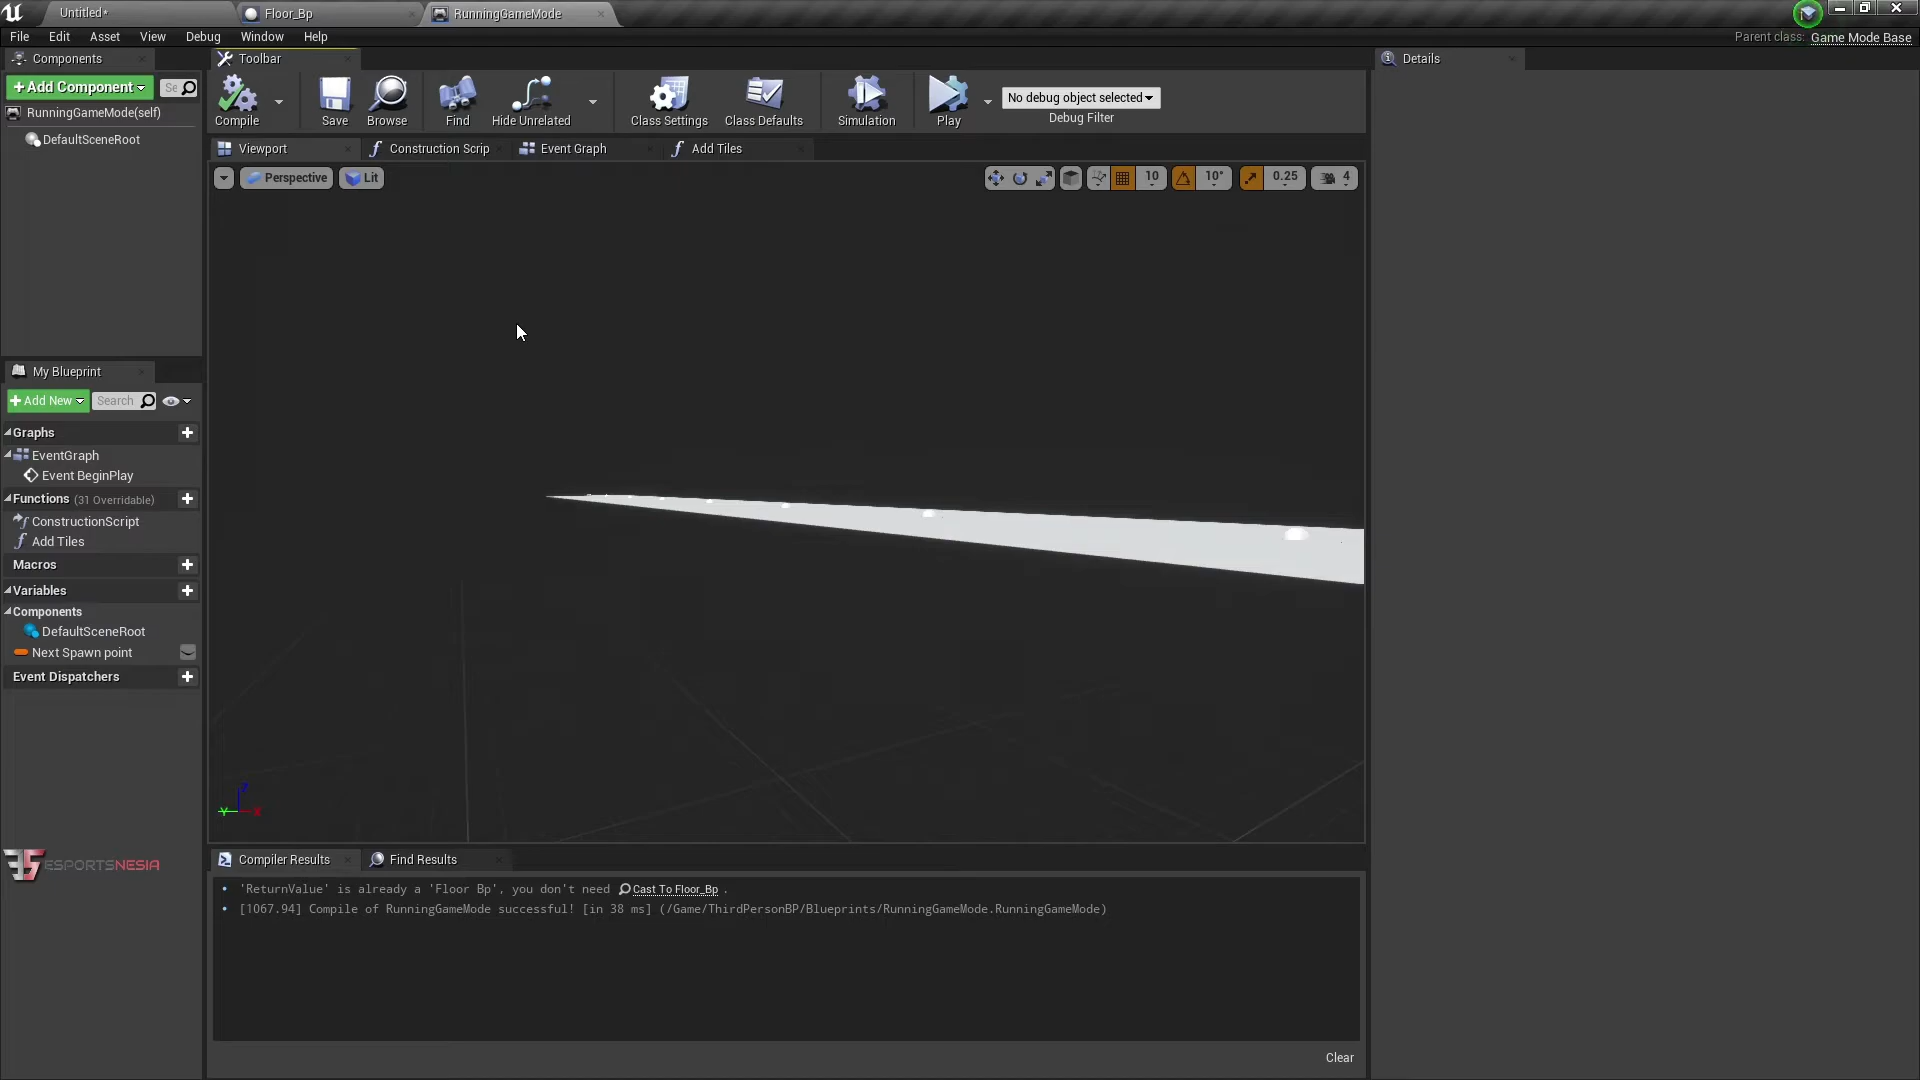 Untitled*
Floor_Bp
RunningGameMode
File
Edit
Asset
View
Debug
Window
Help
Parent class: Game Mode Base
Components
Toolbar
Details
Add Component
Se
RunningGameMode(self)
DefaultSceneRoot
Compile
Save
Browse
Find
Hide Unrelated
Class Settings
Class Defaults
Simulation
Play
No debug object selected
Debug Filter
Viewport
Construction Scrip
Event Graph
Add Tiles
Perspective
Lit
10
10°
0.25
4
My Blueprint
Add New
Search
Graphs
EventGraph
Event BeginPlay
Functions (31 Overridable)
ConstructionScript
Add Tiles
Macros
Variables
Components
DefaultSceneRoot
Next Spawn point
Event Dispatchers
Z
Y
X
ESPORTSNESIA
Compiler Results
Find Results
'ReturnValue' is already a 'Floor Bp', you don't need Cast To Floor_Bp .
[1067.94] Compile of RunningGameMode successful! [in 38 ms] (/Game/ThirdPersonBP/Blueprints/RunningGameMode.RunningGameMode)
Clear